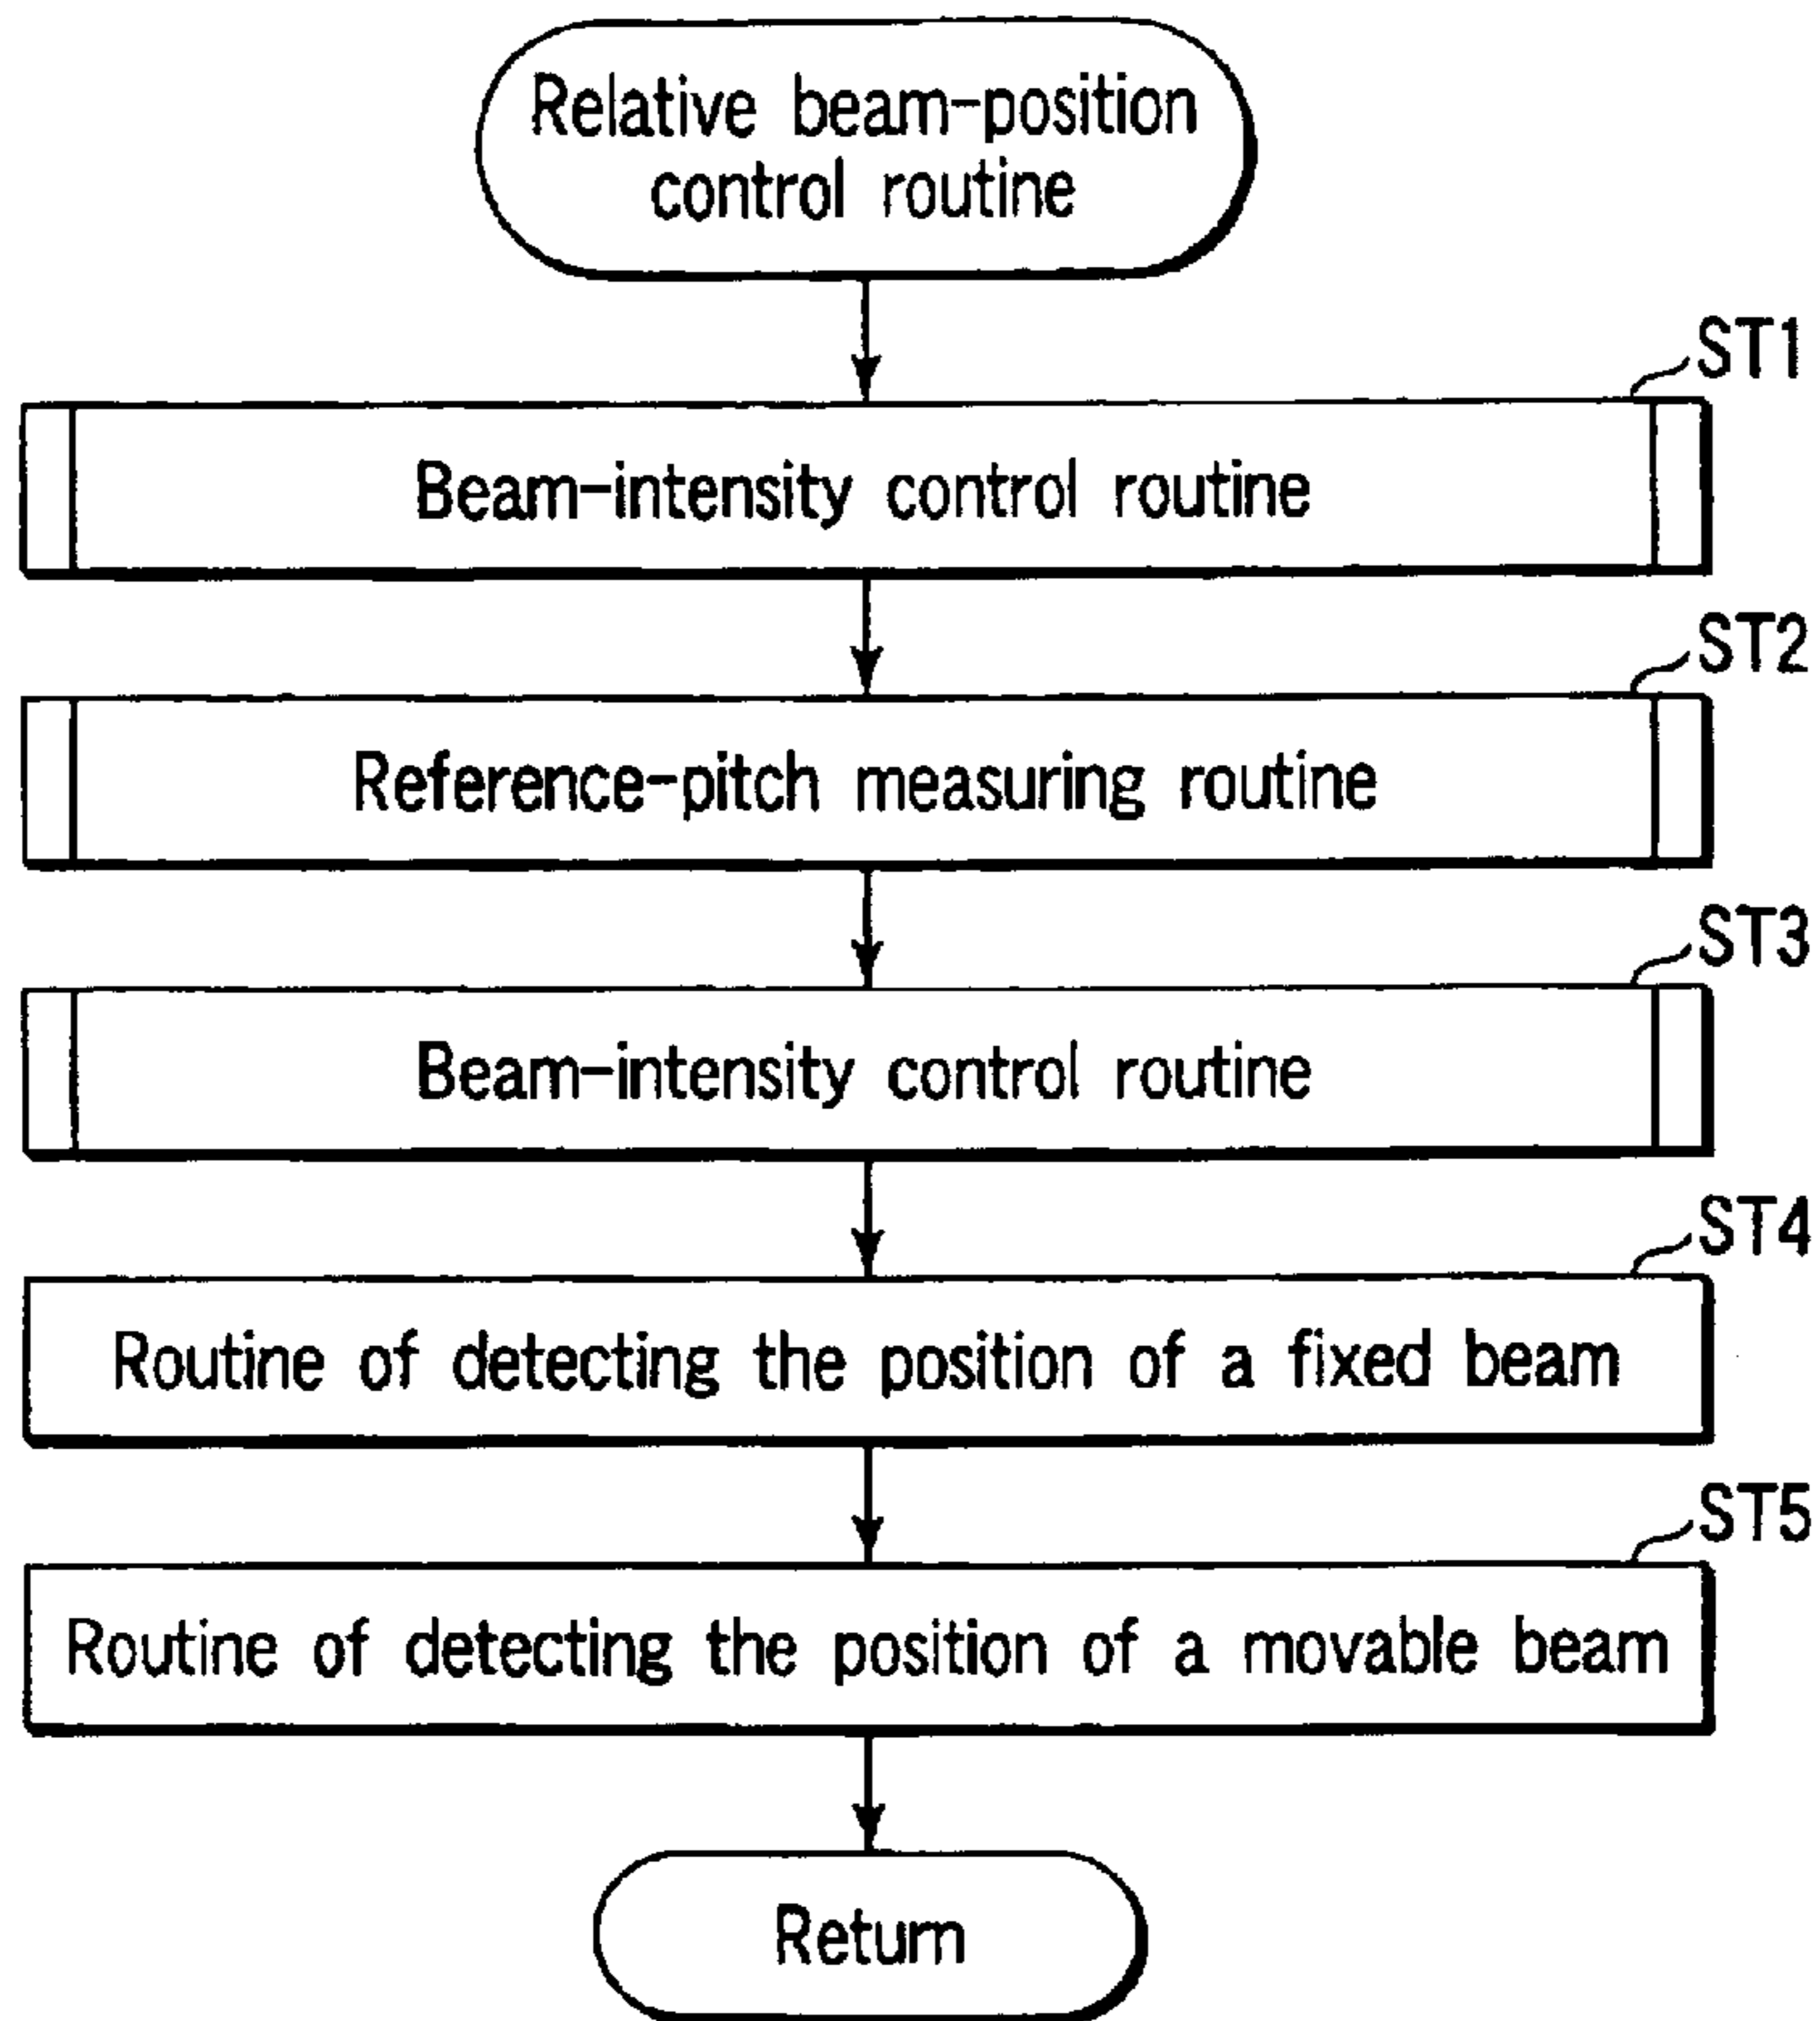 Relative beam-position
control routine
ST1
Beam-intensity control routine
ST2
Reference-pitch measuring routine
ST3
Beam-intensity control routine
ST4
Routine of detecting the position of a fixed beam
ST5
Routine of detecting the position of a movable beam
Return